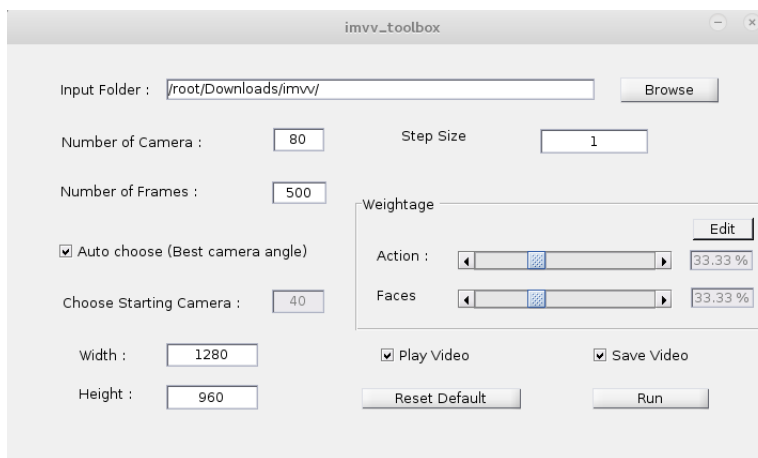 imvv_toolbox
Input Folder : /root/Downloads/imvv/ Browse
Number of Camera : 80 Step Size 1
Number of Frames : 500
Weightage
Edit
Auto choose (Best camera angle) Action : 33.33 %
Choose Starting Camera : 40 Faces 33.33 %
Width : 1280 Play Video Save Video
Height : 960 Reset Default Run